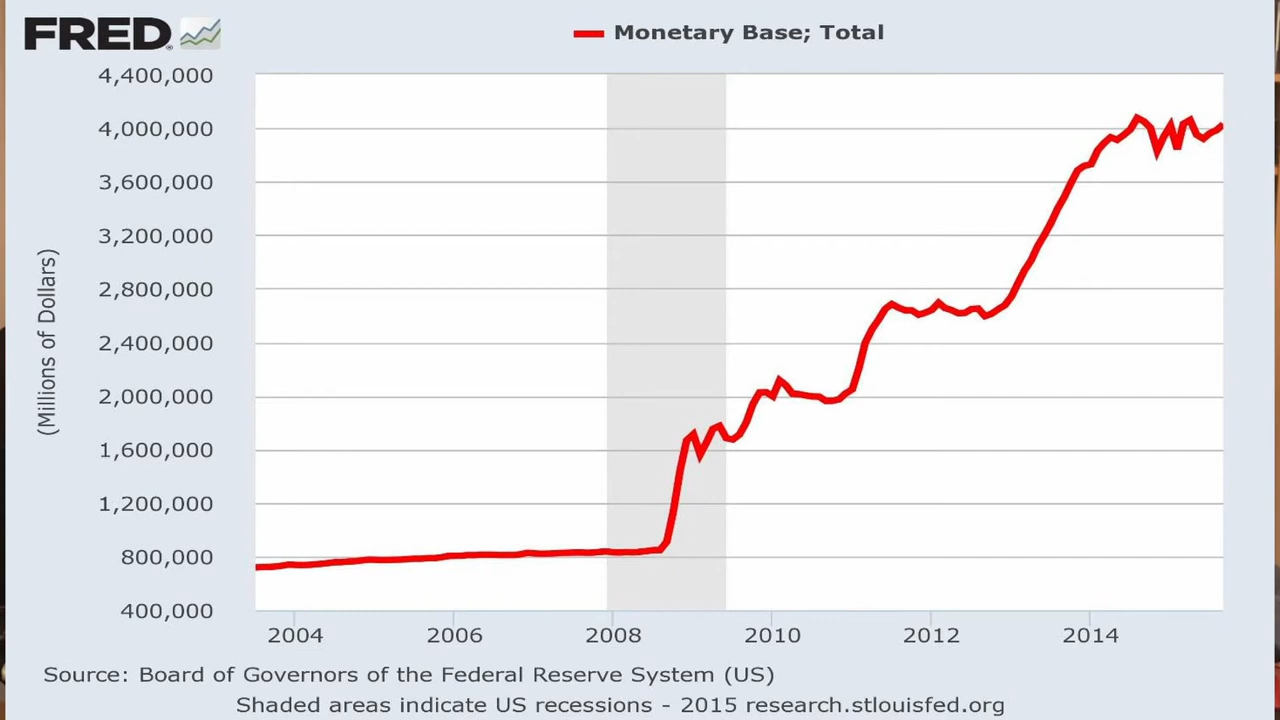 FRED
Monetary Base; Total
4,400,000
4,000,000
3,600,000
3,200,000
2,800,000
2,400,000
2,000,000
1,600,000
1,200,000
800,000
400,000
(Millions of Dollars)
2004 2006 2008 2010 2012 2014
Source: Board of Governors of the Federal Reserve System (US)
Shaded areas indicate US recessions - 2015 research.stlouisfed.org